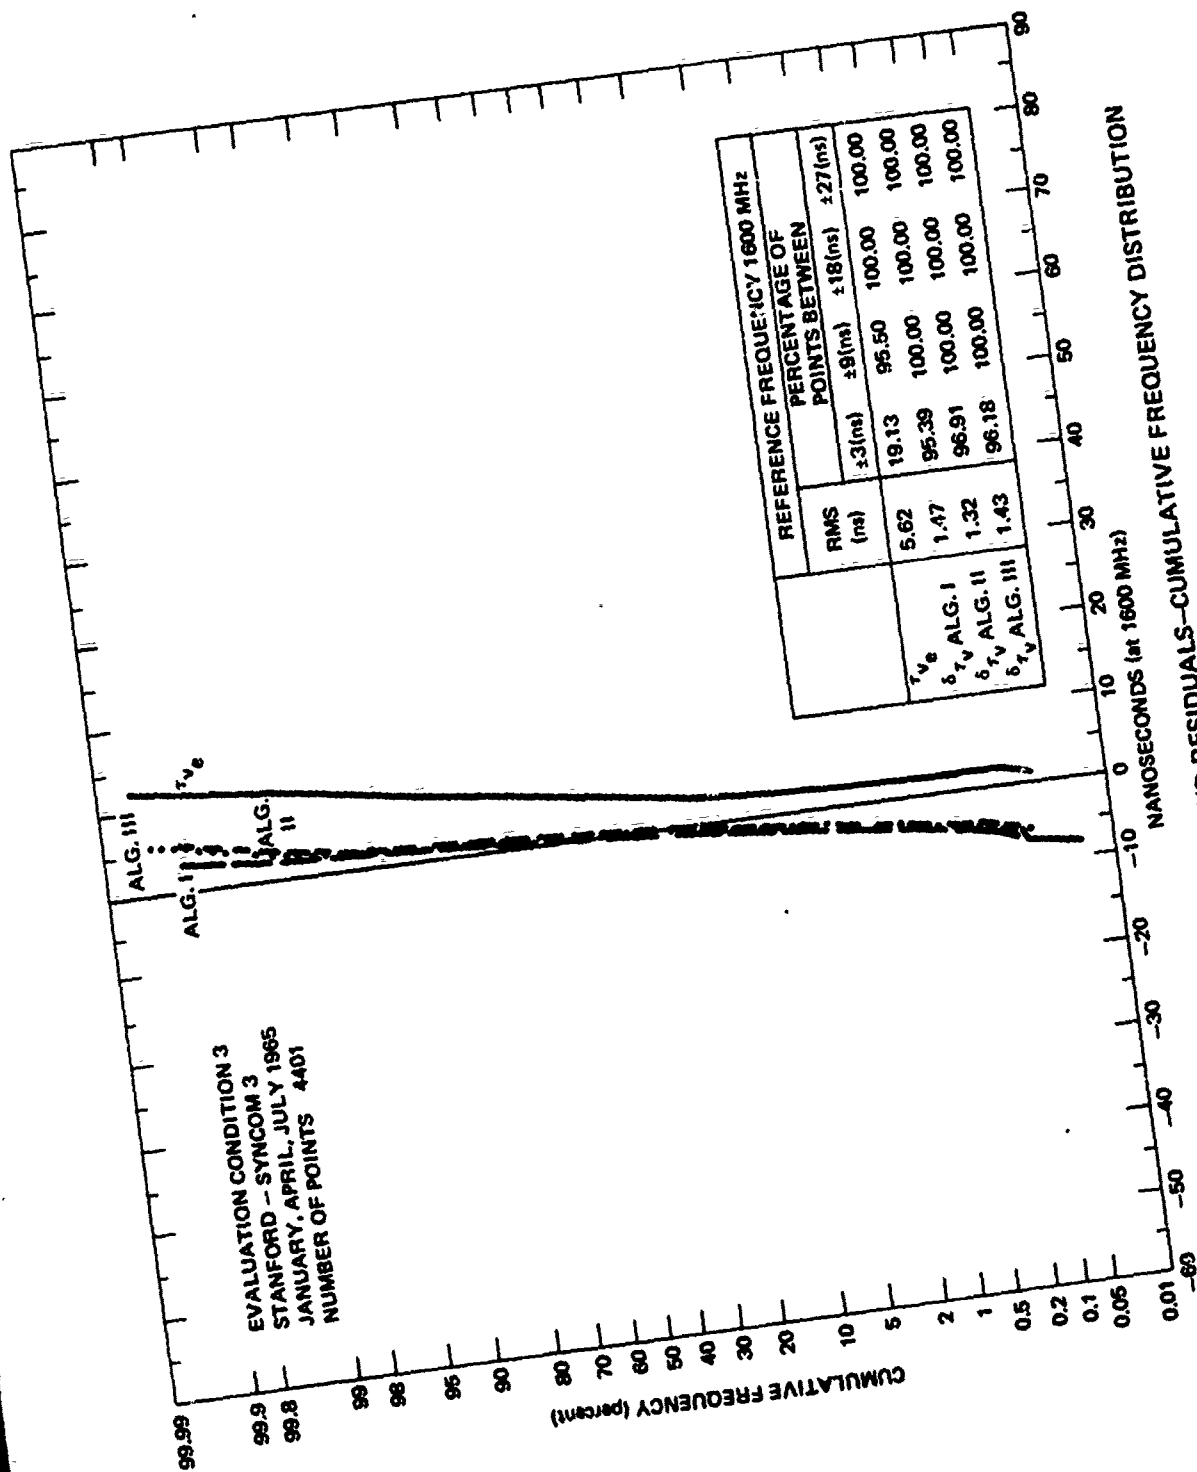 99.99
99.9
99.8
99
98
95
90
80
70
60
50
40
30
20
10
5
2
1
0.5
0.2
0.1
0.05
0.01
CUMULATIVE FREQUENCY (percent)
EVALUATION CONDITION 3
STANFORD – SYNCOM 3
JANUARY, APRIL, JULY 1965
NUMBER OF POINTS 4401
ALG. III
ALG. I
ALG. II
τve
REFERENCE FREQUENCY 1600 MHz
PERCENTAGE OF
POINTS BETWEEN
RMS (ns) ±3(ns) ±9(ns) ±18(ns) ±27(ns)
τve 5.62 19.13 95.50 100.00 100.00
δτv ALG. I 1.47 95.39 100.00 100.00 100.00
δτv ALG. II 1.32 96.91 100.00 100.00 100.00
δτv ALG. III 1.43 96.18 100.00 100.00 100.00
–60 –50 –40 –30 –20 –10 0 10 20 30 40 50 60 70 80 90
NANOSECONDS (at 1600 MHz)
RESIDUALS–CUMULATIVE FREQUENCY DISTRIBUTION